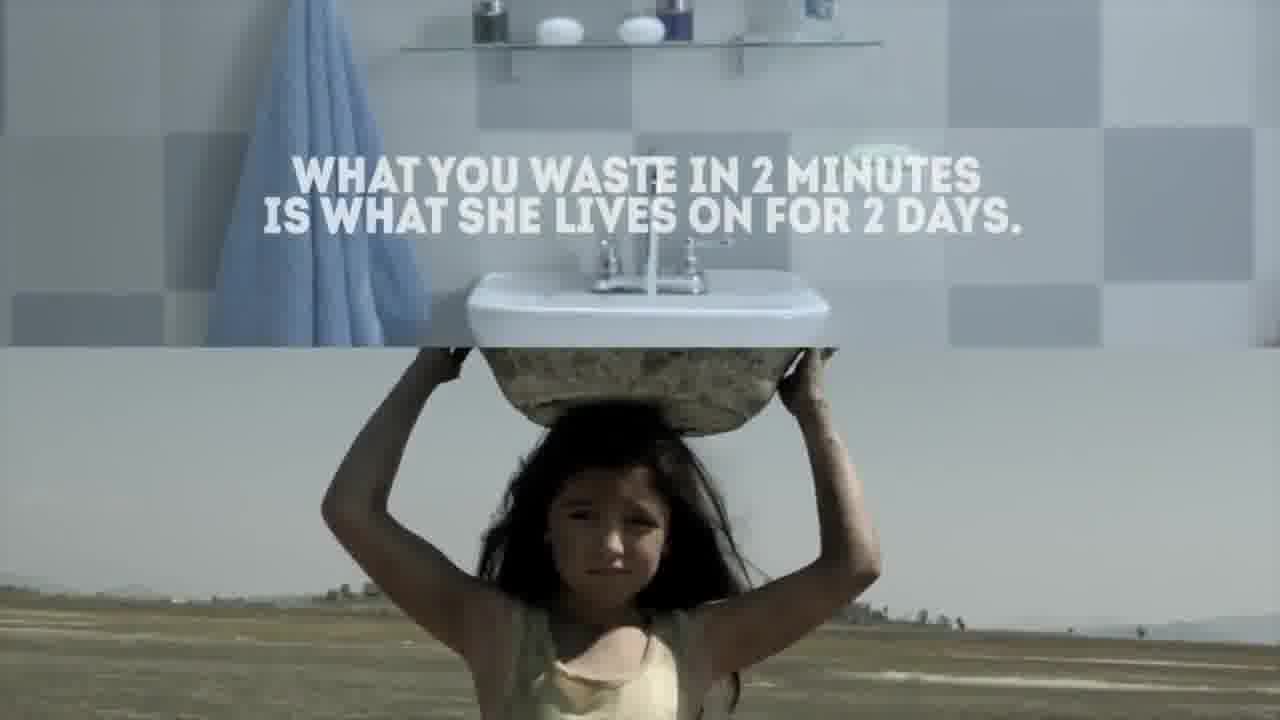 WHAT YOU WASTE IN 2 MINUTES
IS WHAT SHE LIVES ON FOR 2 DAYS.